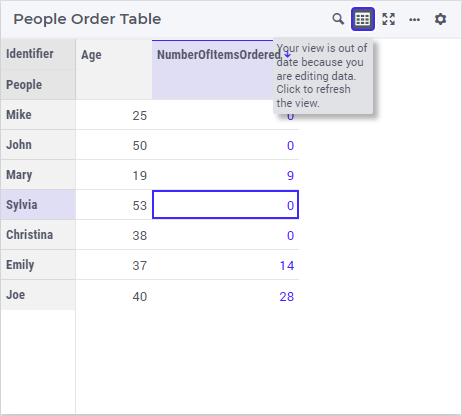 People Order Table
Identifier Age NumberOfItemsOrdered
People
Your view is out of
date because you
are editing data.
Click to refresh
the view.
Mike 25 0
John 50 0
Mary 19 9
Sylvia 53 0
Christina 38 0
Emily 37 14
Joe 40 28